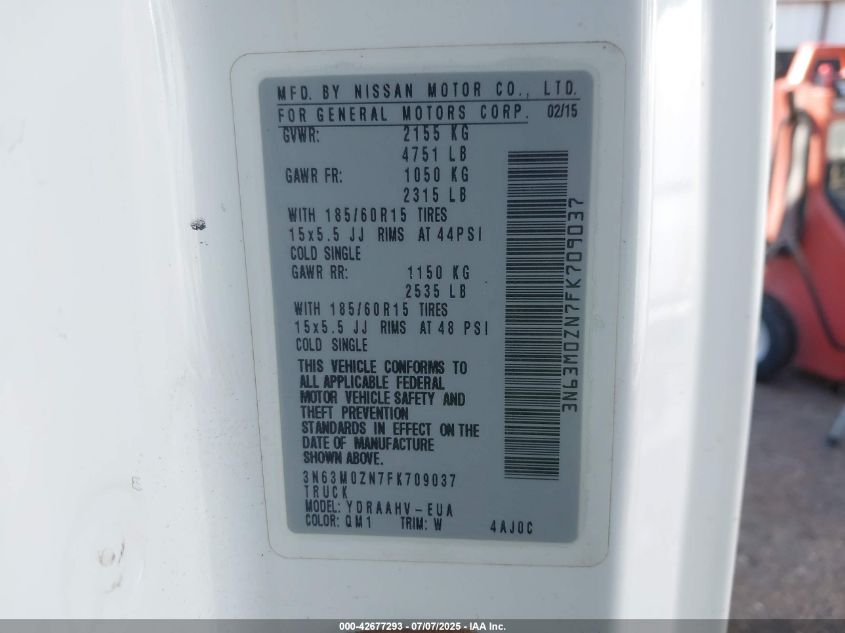 MFD. BY NISSAN MOTOR CO., LTD.
FOR GENERAL MOTORS CORP. 02/15
GVWR: 2155 KG
4751 LB
GAWR FR: 1050 KG
2315 LB
WITH 185/60R15 TIRES
15x5.5 JJ RIMS AT 44PSI
COLD SINGLE
GAWR RR: 1150 KG
2535 LB
WITH 185/60R15 TIRES
15x5.5 JJ RIMS AT 48 PSI
COLD SINGLE
THIS VEHICLE CONFORMS TO
ALL APPLICABLE FEDERAL
MOTOR VEHICLE SAFETY AND
THEFT PREVENTION
STANDARDS IN EFFECT ON THE
DATE OF MANUFACTURE
SHOWN ABOVE.
3N63M0ZN7FK709037
TRUCK
MODEL: YDRAAHV-EUA
COLOR: QM1 TRIM: W 4AJ0C
3N63M0ZN7FK709037
000-42677293 - 07/07/2025 - IAA, Inc.